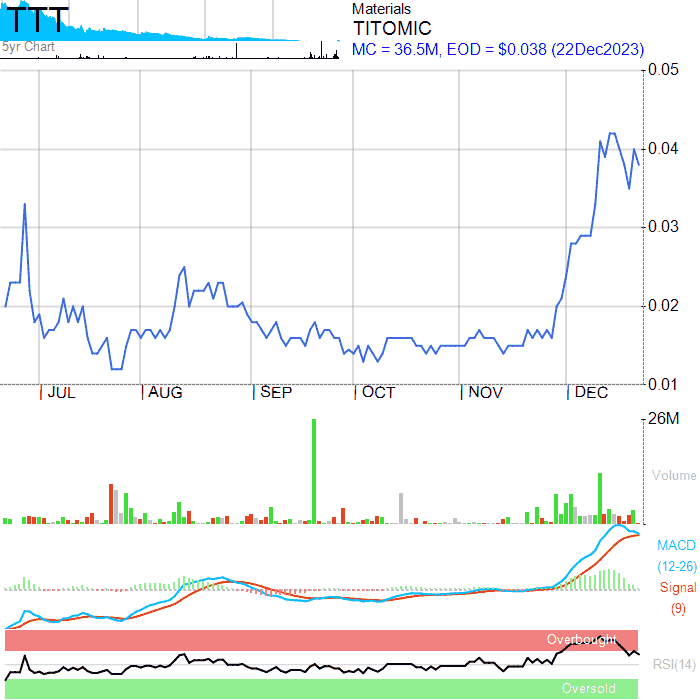 TTT
5yr Chart
Materials
TITOMIC
MC = 36.5M, EOD = $0.038 (22Dec2023)
0.05
0.04
0.03
0.02
0.01
JUL AUG SEP OCT NOV DEC
26M
Volume
MACD
(12-26)
Signal
(9)
Overbought
RSI(14)
Oversold